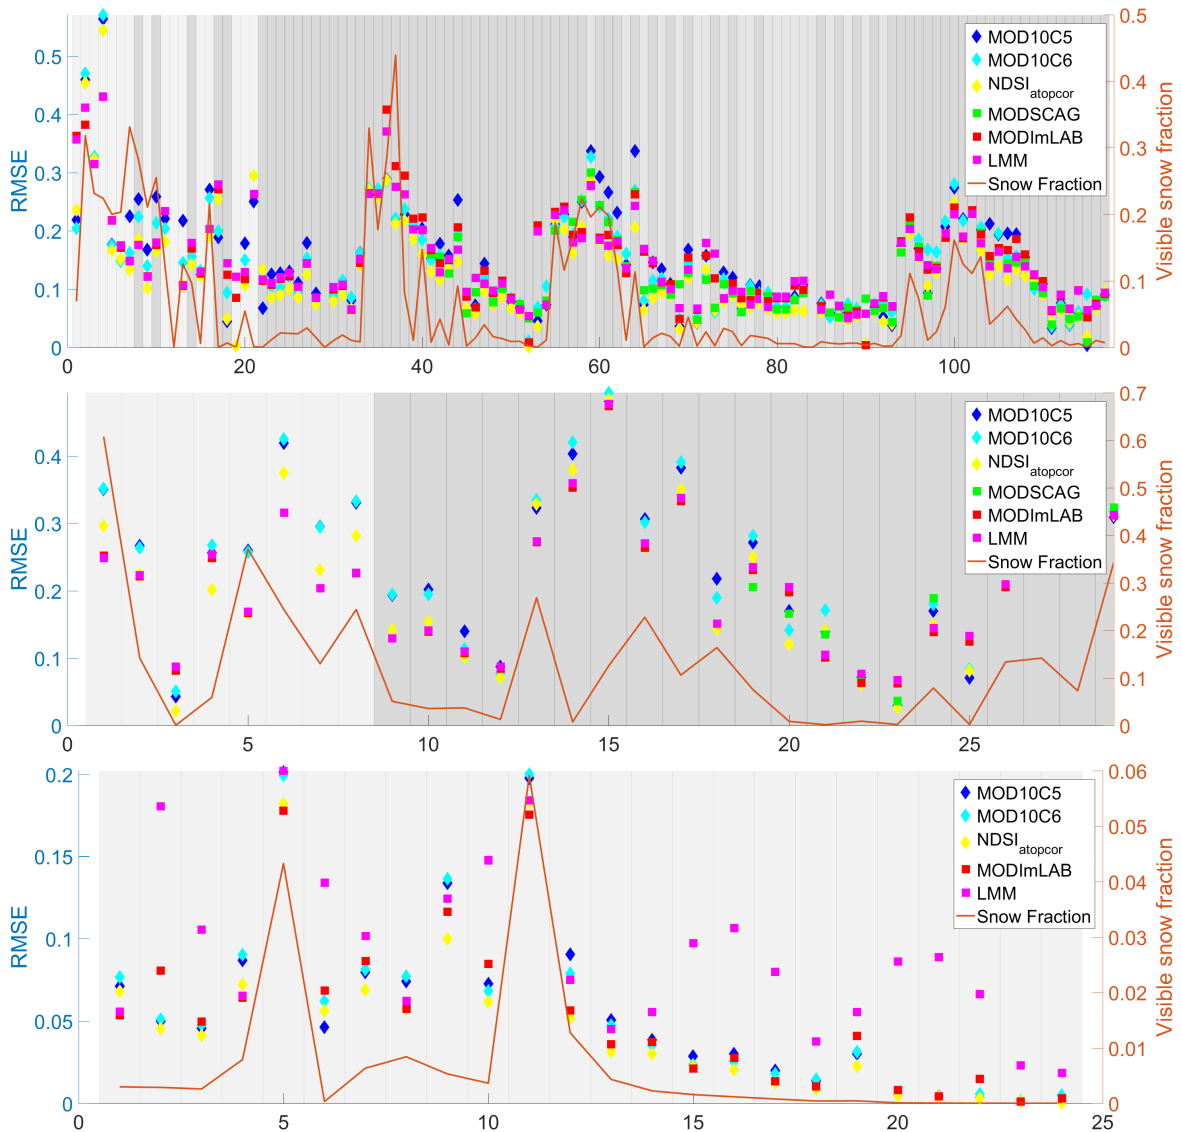 0.5
0.4
0.3
0.2
0.1
0
RMSE
0
20
40
60
80
100
0.5
0.4
0.3
0.2
0.1
0
Visible snow fraction
MOD10C5
MOD10C6
NDSI_atopcor
MODSCAG
MODImLAB
LMM
Snow Fraction
0.4
0.3
0.2
0.1
0
RMSE
0
5
10
15
20
25
0.7
0.6
0.5
0.4
0.3
0.2
0.1
0
Visible snow fraction
MOD10C5
MOD10C6
NDSI_atopcor
MODSCAG
MODImLAB
LMM
Snow Fraction
0.2
0.15
0.1
0.05
0
RMSE
0
5
10
15
20
25
0.06
0.05
0.04
0.03
0.02
0.01
0
Visible snow fraction
MOD10C5
MOD10C6
NDSI_atopcor
MODImLAB
LMM
Snow Fraction